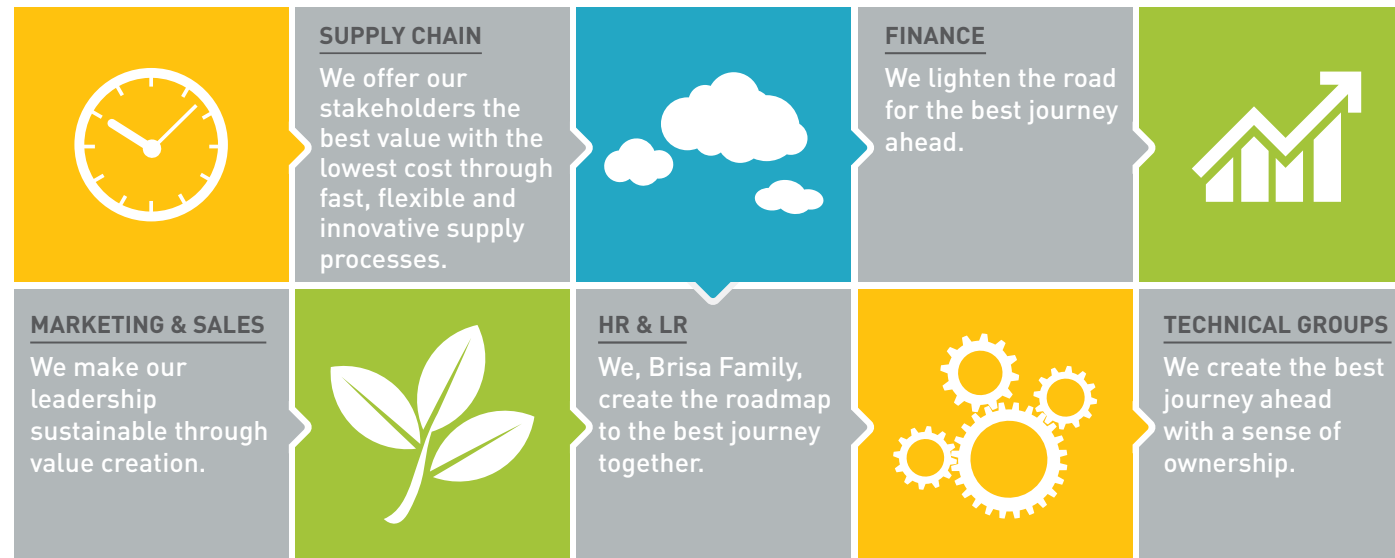 SUPPLY CHAIN
We offer our
stakeholders the
best value with the
lowest cost through
fast, flexible and
innovative supply
processes.
FINANCE
We lighten the road
for the best journey
ahead.
MARKETING & SALES
We make our
leadership
sustainable through
value creation.
HR & LR
We, Brisa Family,
create the roadmap
to the best journey
together.
TECHNICAL GROUPS
We create the best
journey ahead
with a sense of
ownership.